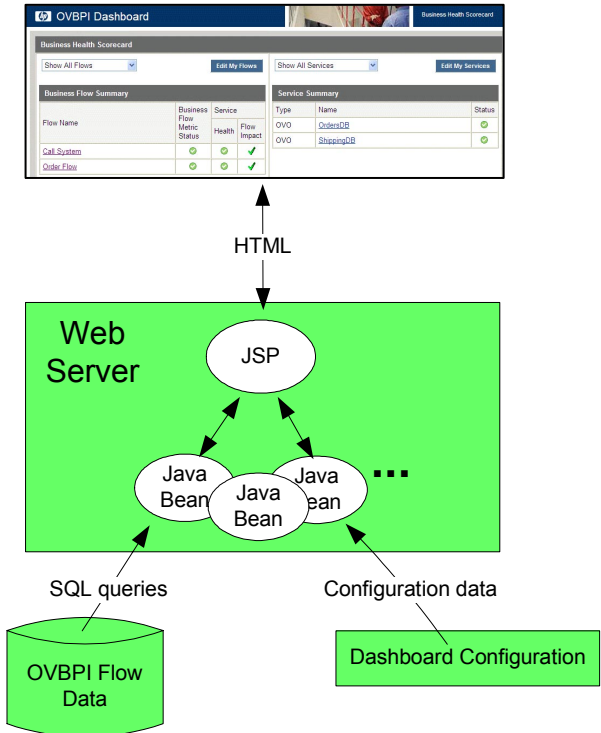 OVBPI Dashboard
Business Health Scorecard
Business Health Scorecard
Show All Flows
Edit My Flows
Show All Services
Edit My Services
Business Flow Summary
Service Summary
Flow Name
Business Flow Metric Status
Service
Health
Flow Impact
Type
Name
Status
OVO
OrdersDB
OVO
ShippingDB
Call System
Order Flow
HTML
Web Server
JSP
Java Bean
Java Bean
Java ean
...
SQL queries
Configuration data
OVBPI Flow Data
Dashboard Configuration